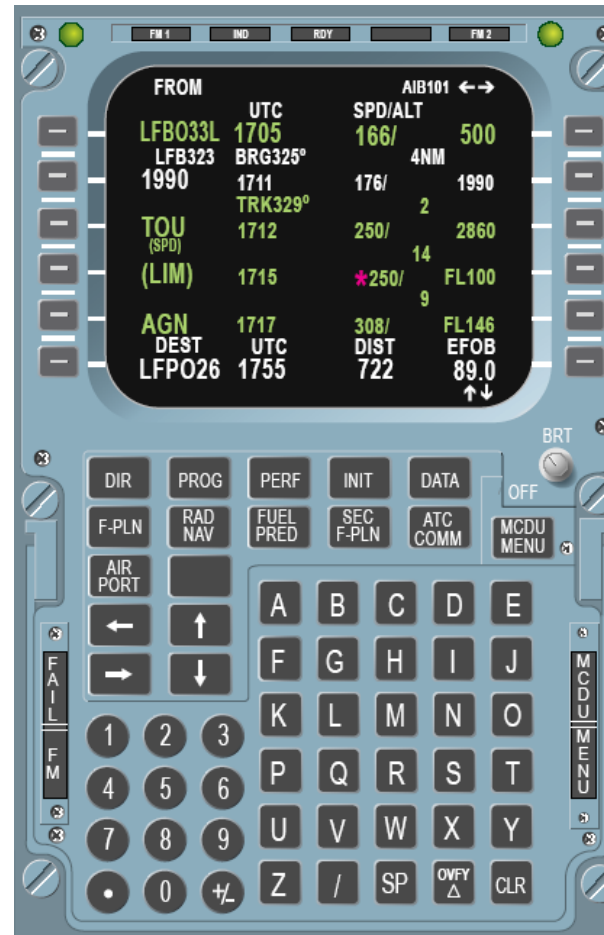 FM 1 IND RDY FM 2
FROM AIB101 ←→
UTC SPD/ALT
LFBO33L 1705 166/ 500
LFB323 BRG325º 4NM
1990 1711 176/ 1990
TRK329º 2
TOU 1712 250/ 2860
(SPD) 14
(LIM) 1715 *250/ FL100
9
AGN 1717 308/ FL146
DEST UTC DIST EFOB
LFPO26 1755 722 89.0
↑↓
BRT
OFF
DIR PROG PERF INIT DATA
F-PLN RAD NAV FUEL PRED SEC F-PLN ATC COMM MCDU MENU
AIR PORT
← ↑
→ ↓
A B C D E
F G H I J
K L M N O
P Q R S T
U V W X Y
Z / SP OVFY △ CLR
1 2 3
4 5 6
7 8 9
• 0 +/-
FAIL
FM
MCDU
MENU